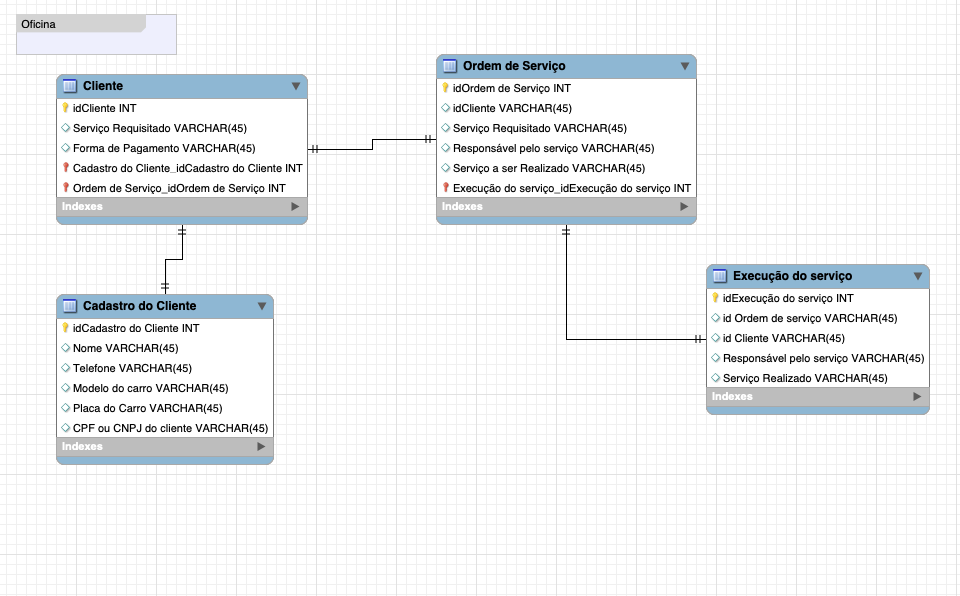 Oficina
Cliente
idCliente INT
Serviço Requisitado VARCHAR(45)
Forma de Pagamento VARCHAR(45)
Cadastro do Cliente_idCadastro do Cliente INT
Ordem de Serviço_idOrdem de Serviço INT
Indexes
Ordem de Serviço
idOrdem de Serviço INT
idCliente VARCHAR(45)
Serviço Requisitado VARCHAR(45)
Responsável pelo serviço VARCHAR(45)
Serviço a ser Realizado VARCHAR(45)
Execução do serviço_idExecução do serviço INT
Indexes
Cadastro do Cliente
idCadastro do Cliente INT
Nome VARCHAR(45)
Telefone VARCHAR(45)
Modelo do carro VARCHAR(45)
Placa do Carro VARCHAR(45)
CPF ou CNPJ do cliente VARCHAR(45)
Indexes
Execução do serviço
idExecução do serviço INT
id Ordem de serviço VARCHAR(45)
id Cliente VARCHAR(45)
Responsável pelo serviço VARCHAR(45)
Serviço Realizado VARCHAR(45)
Indexes